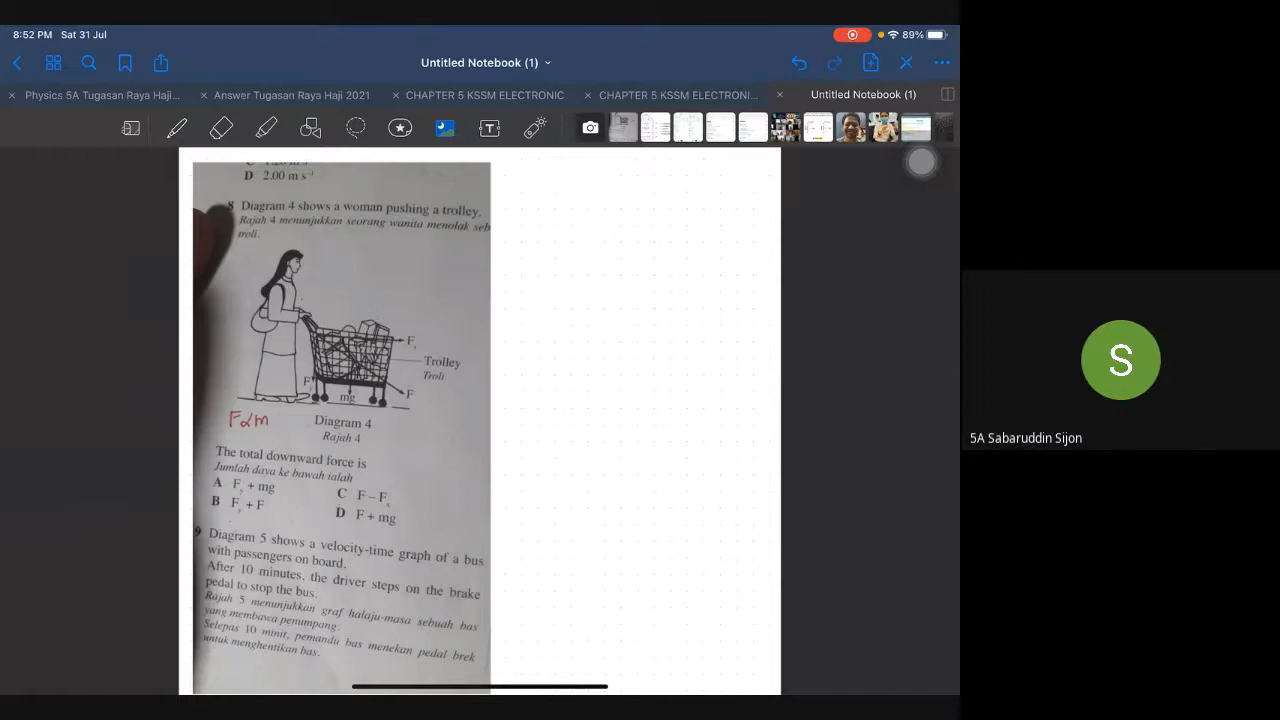 8:52 PM Sat 31 Jul
89%
Untitled Notebook (1)
Physics 5A Tugasan Raya Haji...
Answer Tugasan Raya Haji 2021
CHAPTER 5 KSSM ELECTRONIC
CHAPTER 5 KSSM ELECTRONI...
Untitled Notebook (1)
D 2.00 m s⁻¹
8 Diagram 4 shows a woman pushing a trolley.
Rajah 4 menunjukkan seorang wanita menolak seb
troli.
Fₓ
Trolley
Troli
F
F
mg
F∝m
Diagram 4
Rajah 4
The total downward force is
Jumlah daya ke bawah ialah
A Fᵧ + mg
C F – Fₓ
B Fᵧ + F
D F + mg
9 Diagram 5 shows a velocity-time graph of a bus
with passengers on board.
After 10 minutes, the driver steps on the brake
pedal to stop the bus.
Rajah 5 menunjukkan graf halaju-masa sebuah bas
yang membawa penumpang.
Selepas 10 minit, pemandu bas menekan pedal brek
untuk menghentikan bas.
S
5A Sabaruddin Sijon